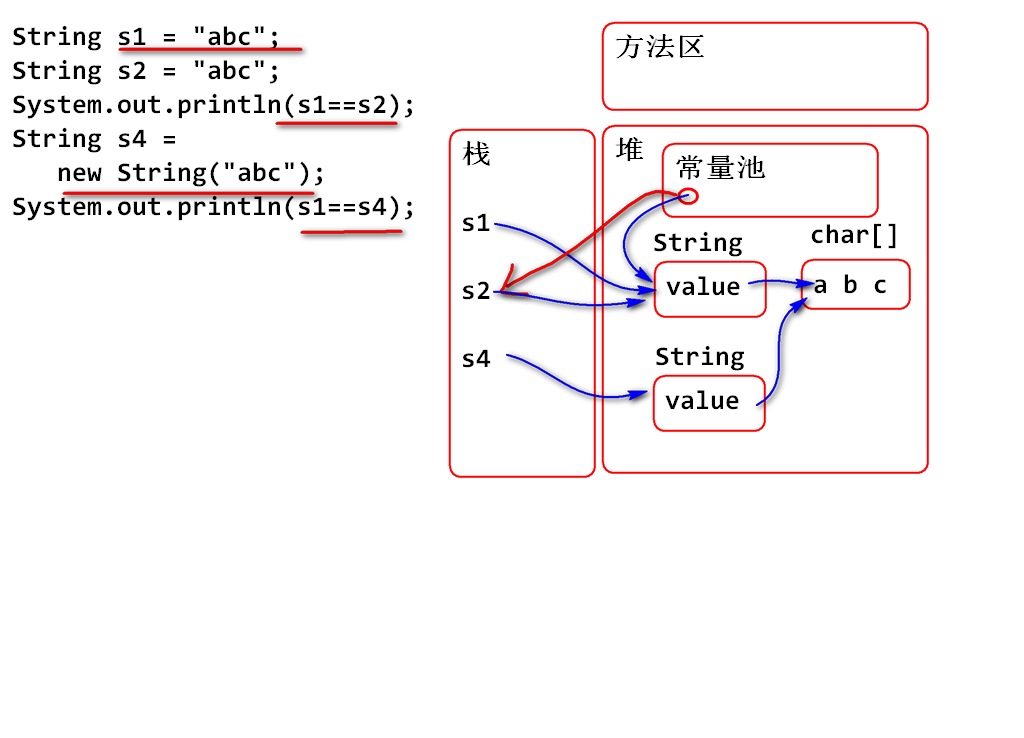 String s1 = "abc";
String s2 = "abc";
System.out.println(s1==s2);
String s4 =
   new String("abc");
System.out.println(s1==s4);
方法区
栈
堆
常量池
s1
String
char[]
s2
value
a b c
s4
String
value